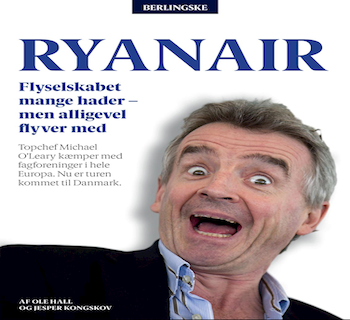 BERLINGSKE
RYANAIR
Flyselskabet
mange hader –
men alligevel
flyver med
Topchef Michael
O'Leary kæmper med
fagforeninger i hele
Europa. Nu er turen
kommet til Danmark.
AF OLE HALL
OG JESPER KONGSKOV